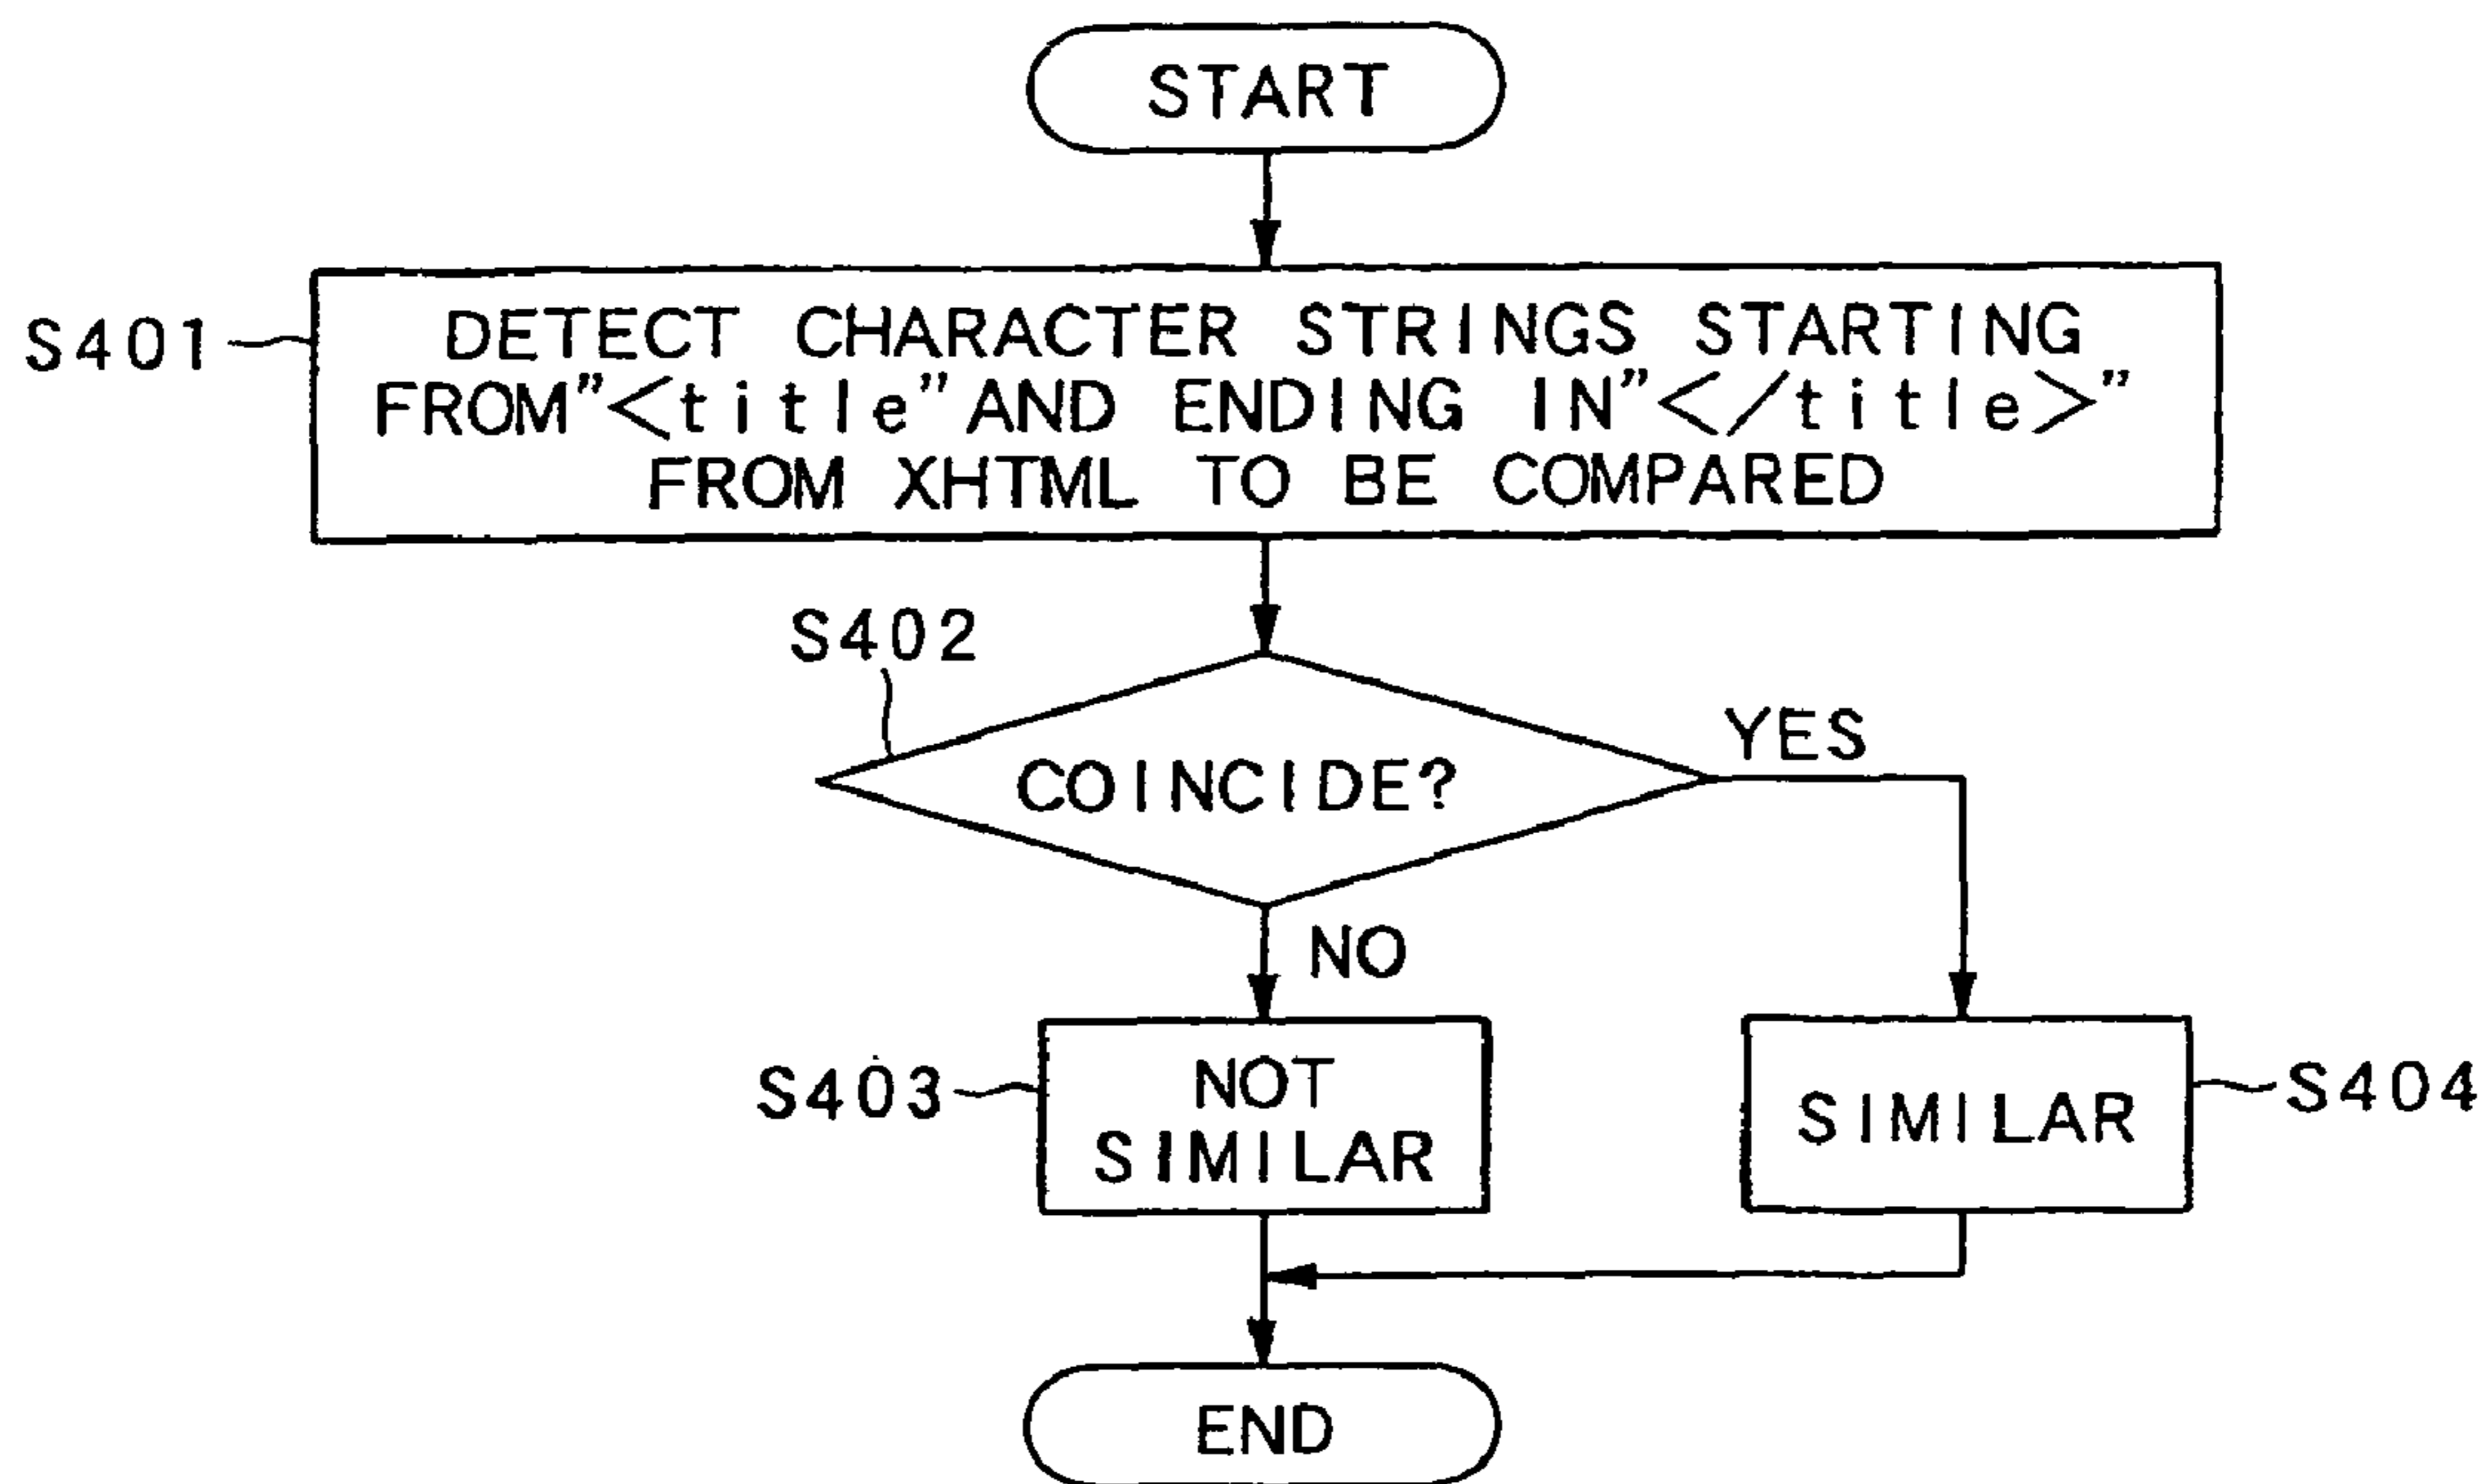 START
S401
DETECT CHARACTER STRINGS STARTING
FROM"<title"AND ENDING IN"</title>"
FROM XHTML TO BE COMPARED
S402
COINCIDE?
YES
NO
S403
NOT
SIMILAR
SIMILAR
S404
END